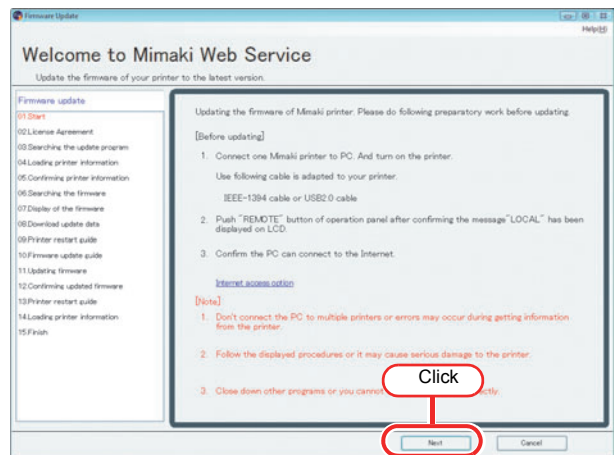 Firmware Update
Help(H)
Welcome to Mimaki Web Service
Update the firmware of your printer to the latest version.
Firmware update
01.Start
02.License Agreement
03.Searching the update program
04.Loading printer information
05.Confirming printer information
06.Searching the firmware
07.Display of the firmware
08.Download update data
09.Printer restart guide
10.Firmware update guide
11.Updating firmware
12.Confirming updated firmware
13.Printer restart guide
14.Loading printer information
15.Finish
Updating the firmware of Mimaki printer. Please do following preparatory work before updating.
[Before updating]
1. Connect one Mimaki printer to PC. And turn on the printer.
Use following cable is adapted to your printer.
IEEE-1394 cable or USB2.0 cable
2. Push "REMOTE" button of operation panel after confirming the message"LOCAL" has been
displayed on LCD.
3. Confirm the PC can connect to the Internet.
Internet access option
[Note]
1. Don't connect the PC to multiple printers or errors may occur during getting information
from the printer.
2. Follow the displayed procedures or it may cause serious damage to the printer.
3. Close down other programs or you cannot
Click
Next
Cancel